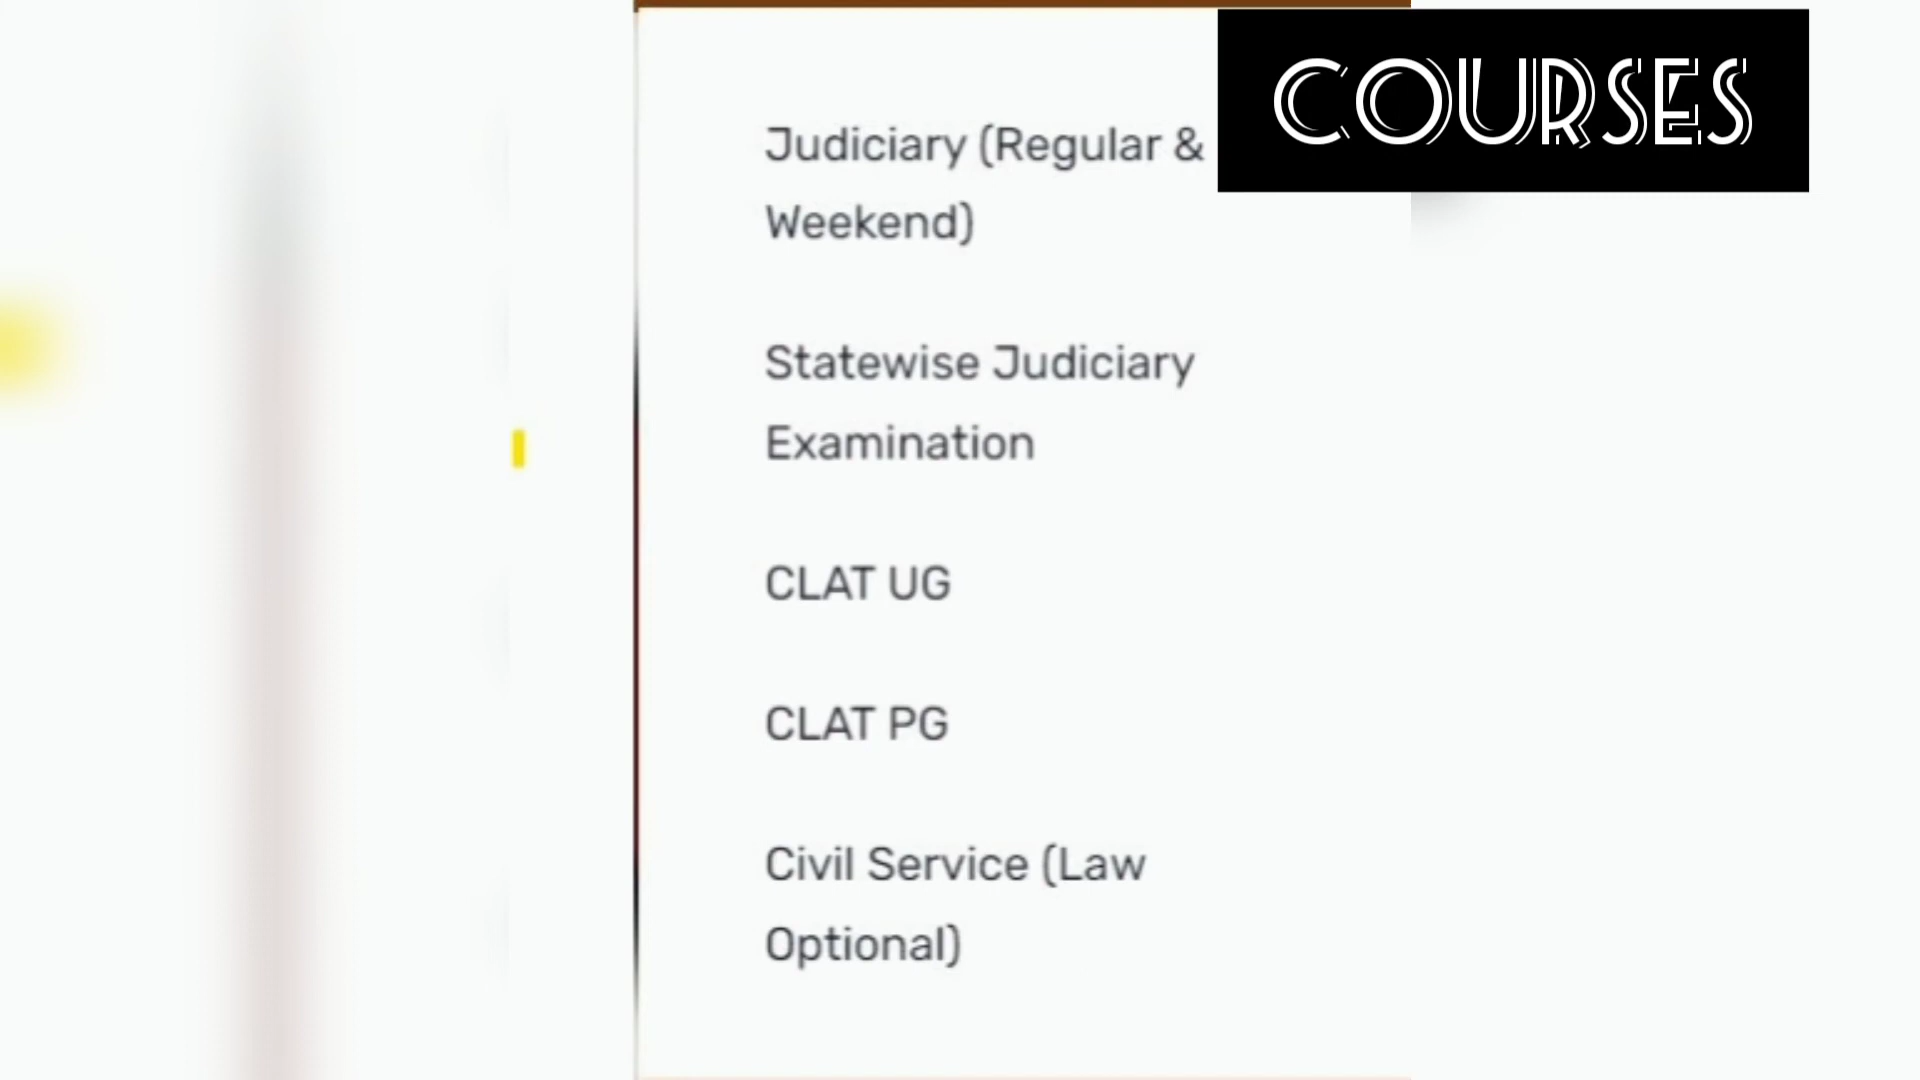 COURSES
Judiciary (Regular &
Weekend)
Statewise Judiciary
Examination
CLAT UG
CLAT PG
Civil Service (Law
Optional)